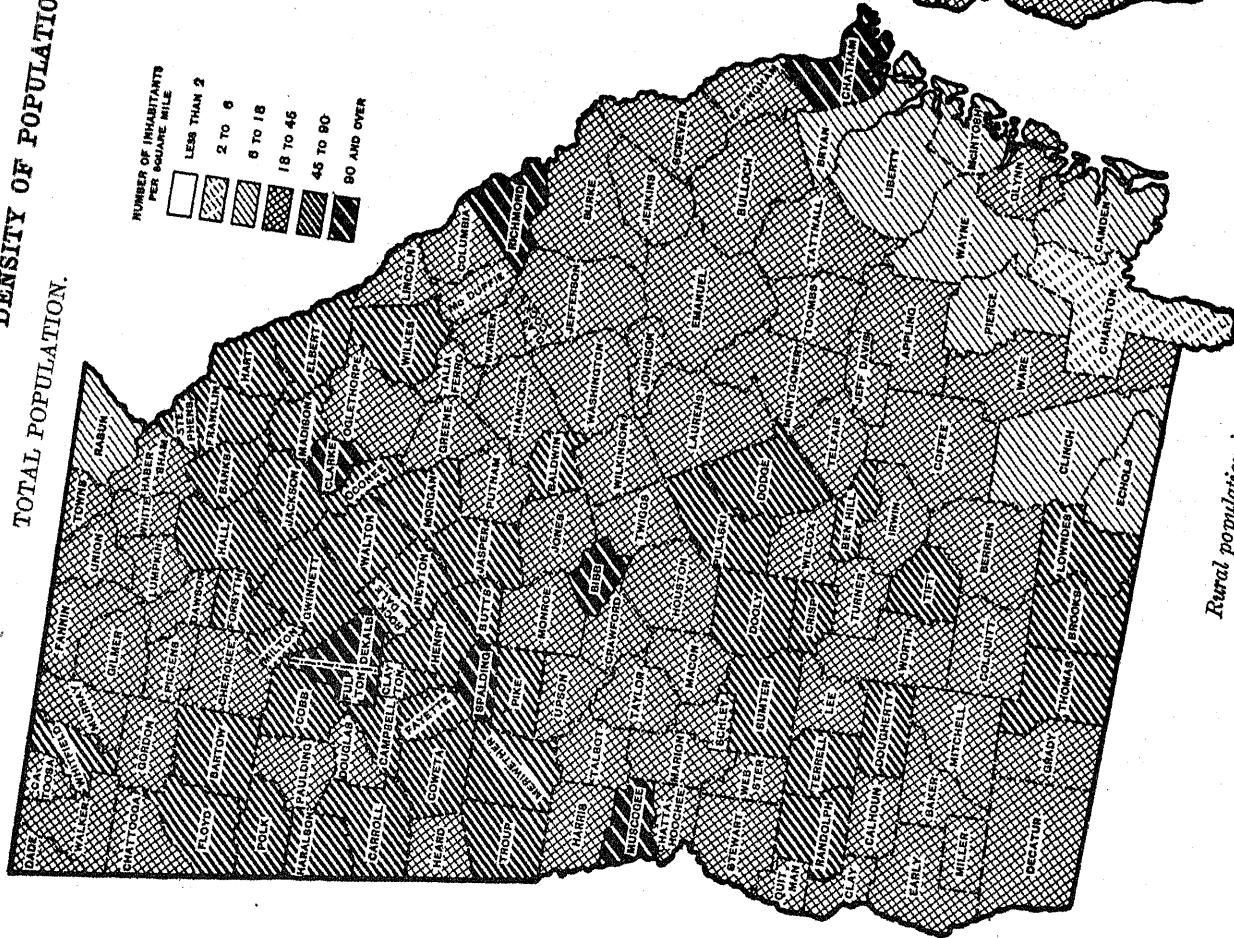 DENSITY OF POPULATIO
TOTAL POPULATION.
NUMBER OF INHABITANTS
PER SQUARE MILE
LESS THAN 2
2 TO 6
6 TO 18
18 TO 45
45 TO 90
90 AND OVER
DADE
WALKER
CATOOSA
WHITFIELD
MURRAY
FANNIN
GILMER
UNION
TOWNS
RABUN
CHATTOOGA
GORDON
PICKENS
LUMPKIN
WHITE
HABERSHAM
STEPHENS
DAWSON
FLOYD
BARTOW
CHEROKEE
FORSYTH
HALL
BANKS
FRANKLIN
HART
POLK
PAULDING
COBB
MILTON
GWINNETT
JACKSON
MADISON
ELBERT
HARALSON
DOUGLAS
FULTON
DEKALB
WALTON
CLARKE
OCONEE
OGLETHORPE
WILKES
LINCOLN
CARROLL
CAMPBELL
CLAYTON
ROCKDALE
NEWTON
MORGAN
GREENE
TALIAFERRO
WARREN
MC DUFFIE
COLUMBIA
HEARD
COWETA
FAYETTE
HENRY
BUTTS
JASPER
PUTNAM
HANCOCK
RICHMOND
TROUP
MERIWETHER
SPALDING
PIKE
MONROE
JONES
BALDWIN
WASHINGTON
JEFFERSON
BURKE
HARRIS
TALBOT
UPSON
CRAWFORD
BIBB
TWIGGS
WILKINSON
JOHNSON
EMANUEL
JENKINS
SCREVEN
MUSCOGEE
CHATTAHOOCHEE
MARION
TAYLOR
MACON
HOUSTON
LAURENS
BULLOCH
EFFINGHAM
STEWART
WEBSTER
SCHLEY
SUMTER
DOOLY
PULASKI
DODGE
MONTGOMERY
TOOMBS
TATTNALL
BRYAN
CHATHAM
QUITMAN
RANDOLPH
TERRELL
LEE
CRISP
WILCOX
TELFAIR
JEFF DAVIS
APPLING
LIBERTY
CLAY
CALHOUN
DOUGHERTY
WORTH
TURNER
BEN HILL
IRWIN
COFFEE
WAYNE
MCINTOSH
EARLY
BAKER
MITCHELL
COLQUITT
TIFT
BERRIEN
WARE
PIERCE
GLYNN
MILLER
DECATUR
GRADY
THOMAS
BROOKS
LOWNDES
CLINCH
ECHOLS
CHARLTON
CAMDEN
Rural population